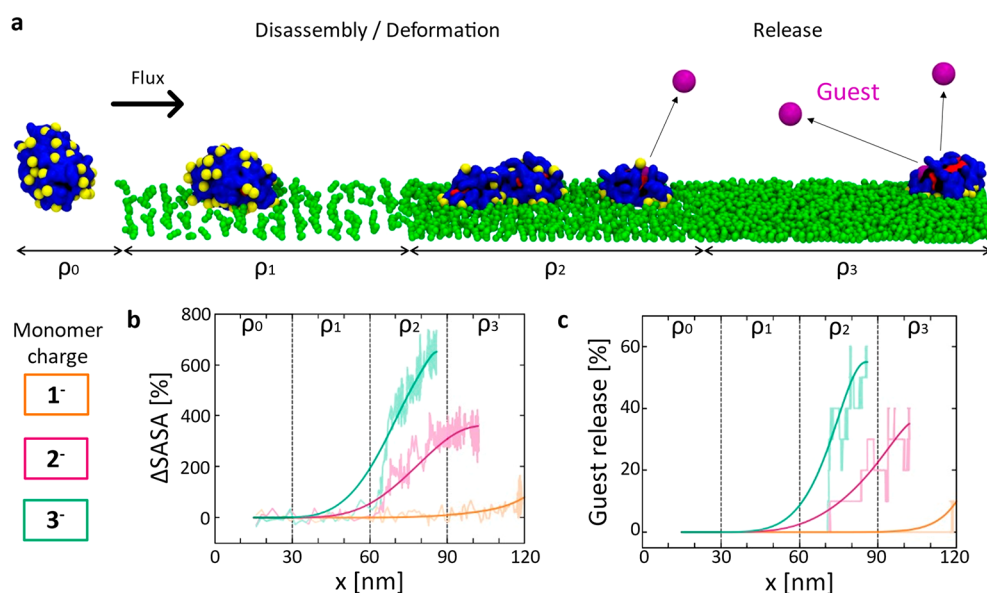 a
Disassembly / Deformation
Release
Flux
Guest
ρ0
ρ1
ρ2
ρ3
Monomer
charge
1-
2-
3-
b
ρ0
ρ1
ρ2
ρ3
800
600
400
200
0
ΔSASA [%]
0
30
60
90
120
x [nm]
c
ρ0
ρ1
ρ2
ρ3
60
40
20
0
Guest release [%]
0
30
60
90
120
x [nm]